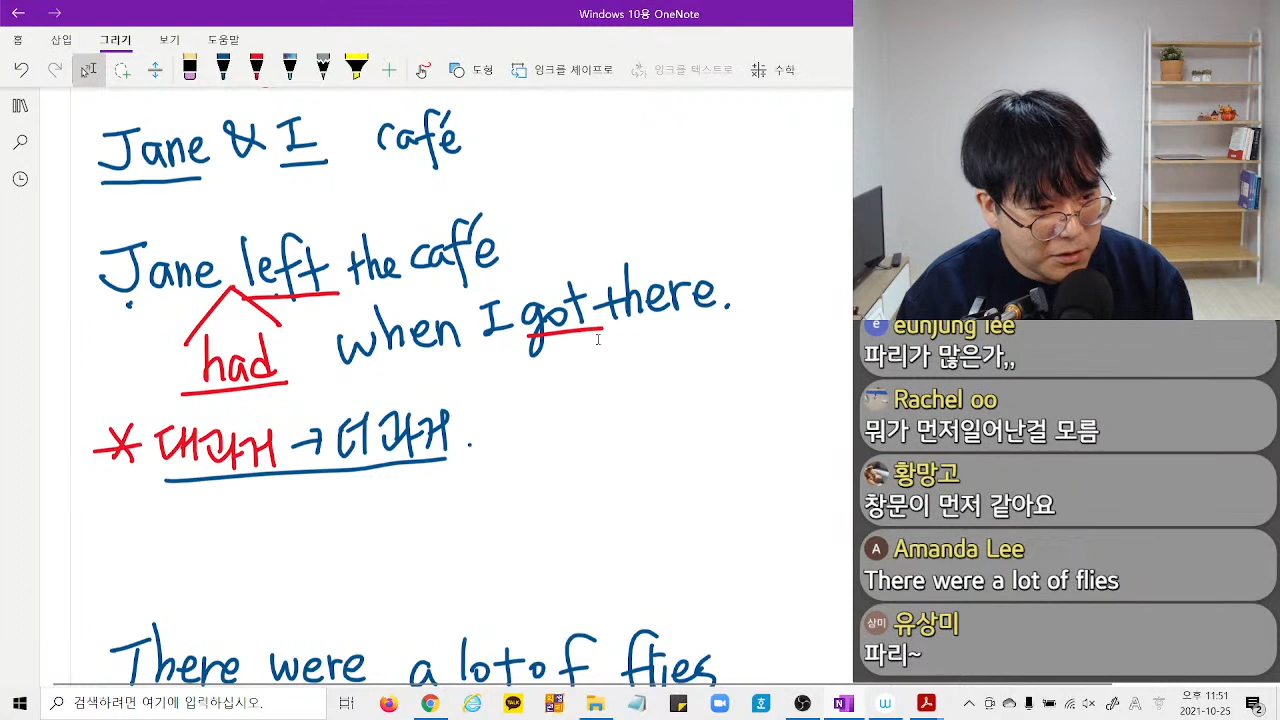 Windows 10용 OneNote
홈 삽입 그리기 보기 도움말
도형 잉크를 셰이프로 잉크를 텍스트로 수학
Jane & I café
Jane left the café
had when I got there.
* 대과거 → 더 과거.
There were a lot of flies
eunjung lee
파리가 많은가,,
Rachel oo
뭐가 먼저일어난걸 모름
황망고
창문이 먼저 같아요
A Amanda Lee
There were a lot of flies
상미 유상미
파리~
검색하려면 여기에 입력하십시오.
오후 1:51
2021-10-25